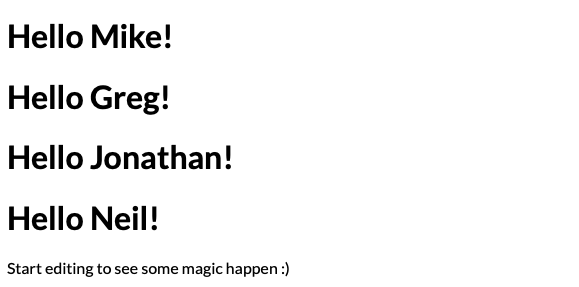 Hello Mike!
Hello Greg!
Hello Jonathan!
Hello Neil!
Start editing to see some magic happen :)